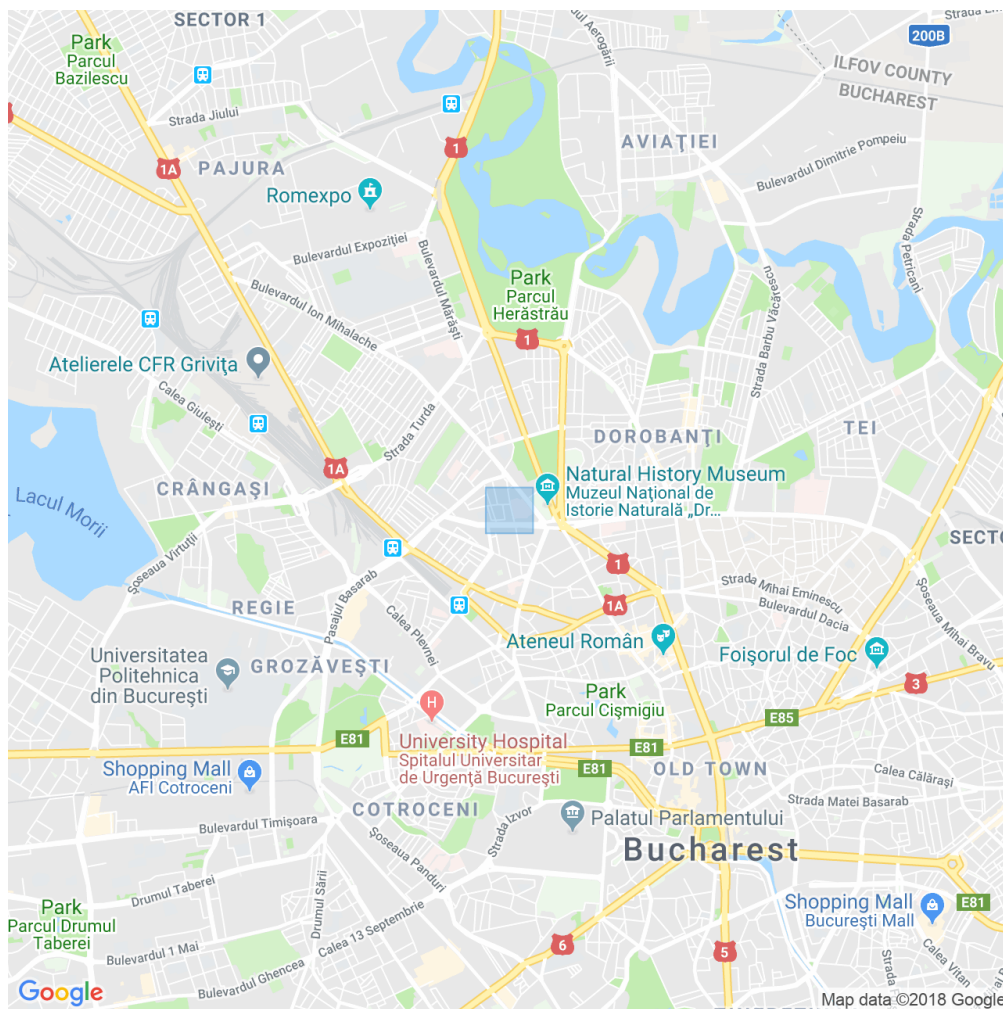 SECTOR 1
Strada E
200B
Park
Parcul
Bazilescu
Aerogării
ILFOV COUNTY
BUCHAREST
Strada Jiului
1
AVIAŢIEI
Bulevardul Dimitrie Pompeiu
1A
PAJURA
Romexpo
Strada Petricani
Bulevardul Expoziţiei
Bulevardul Mărăşti
Park
Parcul
Herăstrău
Bulevardul Ion Mihalache
Strada Barbu Văcărescu
1
Atelierele CFR Griviţa
Calea Giuleşti
Strada Turda
DOROBANŢI
TEI
1A
Natural History Museum
Muzeul Naţional de
Istorie Naturală „Dr...
CRÂNGAŞI
Lacul Morii
Şoseaua Virtuţii
SECTO
1
Strada Mihai Eminescu
Bulevardul Dacia
Şoseaua Mihai Bravu
REGIE
Pasajul Basarab
Calea Plevnei
1A
Ateneul Român
Foişorul de Foc
Universitatea
Politehnica
din Bucureşti
GROZĂVEŞTI
3
Park
Parcul Cişmigiu
E85
E81
University Hospital
Spitalul Universitar
de Urgenţă Bucureşti
E81
E81
OLD TOWN
Shopping Mall
AFI Cotroceni
Calea Călăraşi
COTROCENI
Strada Matei Basarab
Bulevardul Timişoara
Strada Izvor
Palatul Parlamentului
Şoseaua Panduri
Bucharest
Drumul Taberei
Drumul Sării
Park
Parcul Drumul
Taberei
Shopping Mall
Bucureşti Mall
E81
Calea 13 Septembrie
Bulevardul 1 Mai
6
5
Calea Vitan
Bulevardul Ghencea
Strada F
Google
Map data ©2018 Google